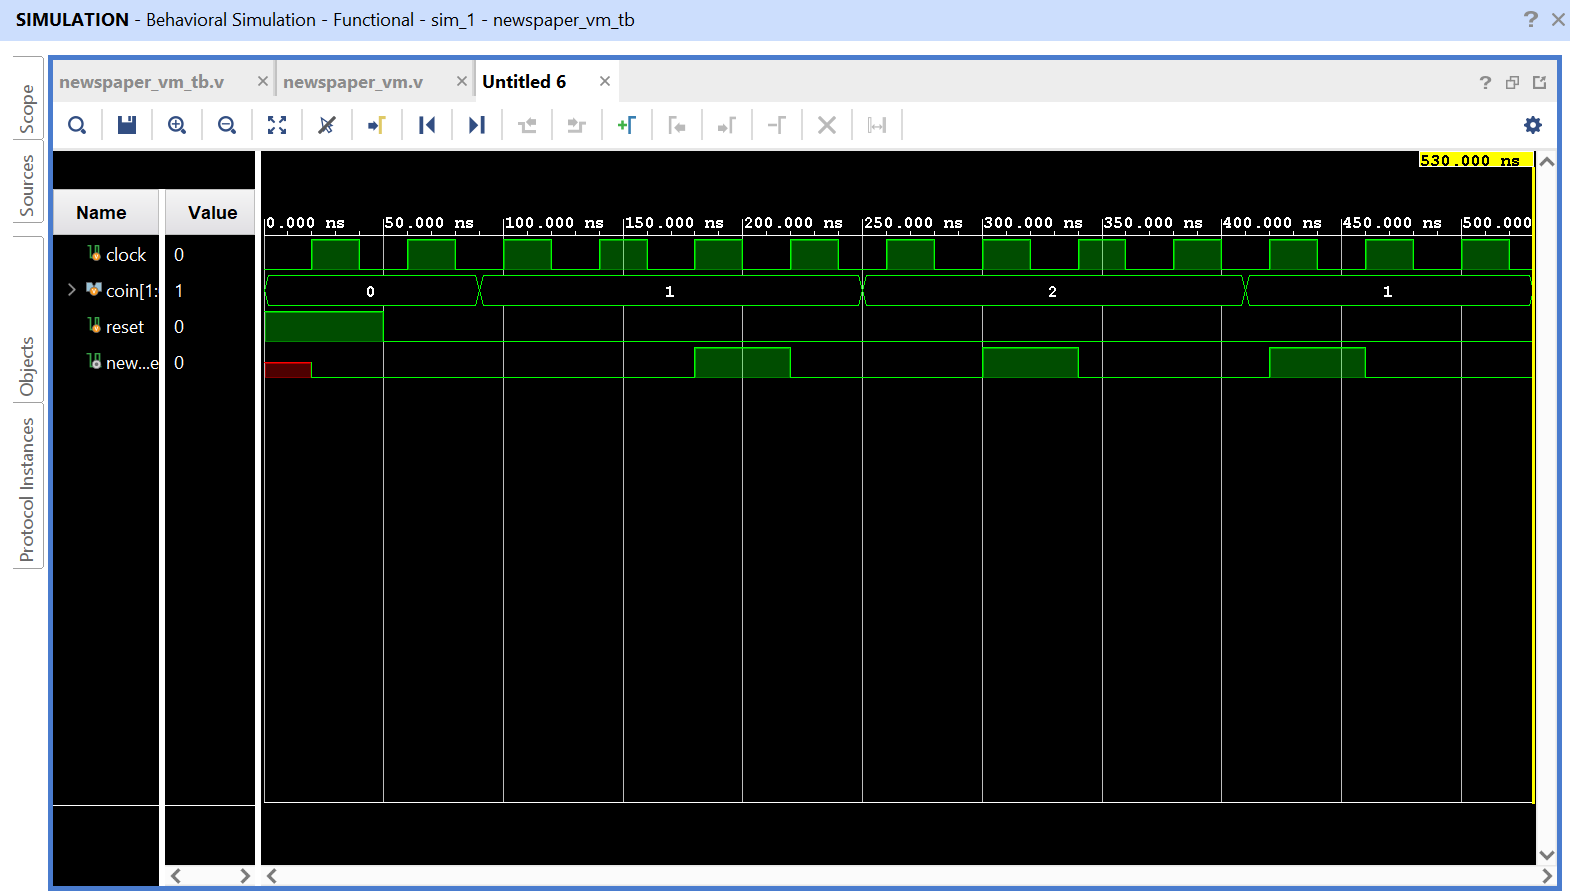 SIMULATION - Behavioral Simulation - Functional - sim_1 - newspaper_vm_tb ? ×
Scope
Sources
Objects
Protocol Instances
newspaper_vm_tb.v × newspaper_vm.v × Untitled 6 × ?
530.000 ns
Name Value
0.000 ns 50.000 ns 100.000 ns 150.000 ns 200.000 ns 250.000 ns 300.000 ns 350.000 ns 400.000 ns 450.000 ns 500.000
clock 0
coin[1: 1 0 1 2 1
reset 0
new...e 0